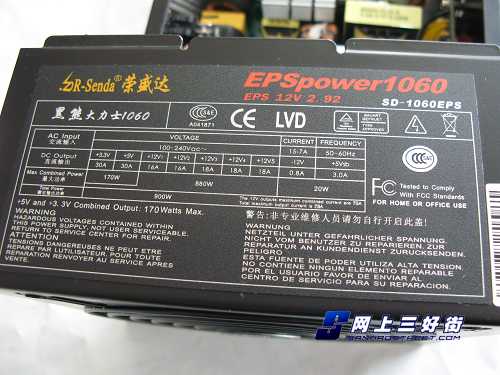 R-Senda® 荣盛达
EPSpower1060
EPS 12V 2.92
SD-1060EPS
黑熊大力士1060
A041871
CE LVD
AC Input
交流输入
VOLTAGE CURRENT FREQUENCY
100-240Vac~ 15-7A 50-60Hz
DC Output
直流输出
+3.3V +5V +12V1 +12V2 +12V3 +12V4 -12V +5Vsb
30A 30A 16A 16A 18A 18A 0.8A 3.0A
Max Combined Power
最大功率
170W 880W 20W
Total Power
900W
+5V and +3.3V Combined Output: 170Watts Max.
FC Tested to Comply
With FCC Standards
FOR HOME OR OFFICE USE
WARNING
HAZARDOUS VOLTAGES CONTAINED WITHIN
THIS POWER SUPPLY, NOT USER SERVICEABLE.
RETURN TO SERVICE CENTER FOR REPAIR.
ATTENTION
TENSIONS DANGEREUSES NE PEUT ETRE
REPARE PAR L'UTILISATEUR. POUR TOUTE
REPARATION RENVOYER AU SERVICE APRES
VENTE.
警告:非专业维修人员请勿自行开启此盖!
WARNUNG
NETZTEIL UNTER GEFAHRLICHER SPANNUNG.
NICHT VOM BENUTZER ZU REPARIEREN. ZUR
REPARATUR AN KUNDENDIENST ZURUCKSENDEN.
ESTA FUENTE DE PODER UTILIZA ALTA/TENSION
NO CONTIENE NINGUN ELEMENTO REPARABLE
POR EL USUARIO FAVOR DE ENVIAR AL
CENTRO DE SERVICIO PARA SU REPARACION.
网上三好街